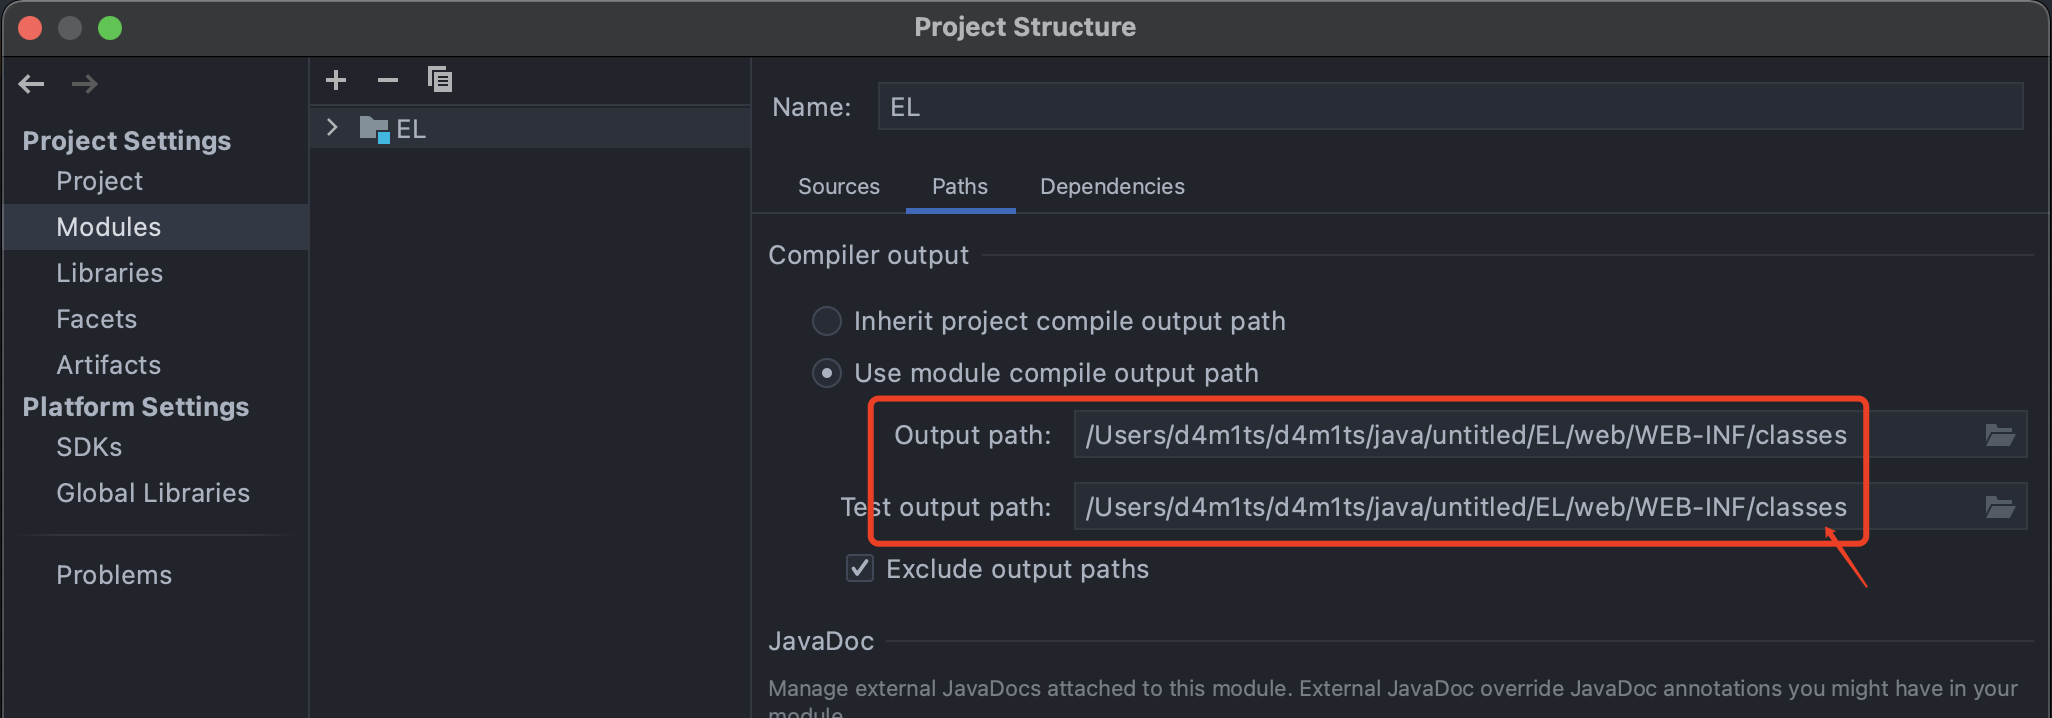 Project Structure
Project Settings
Project
Modules
Libraries
Facets
Artifacts
Platform Settings
SDKs
Global Libraries
Problems
EL
Name: EL
Sources Paths Dependencies
Compiler output
Inherit project compile output path
Use module compile output path
Output path: /Users/d4m1ts/d4m1ts/java/untitled/EL/web/WEB-INF/classes
Test output path: /Users/d4m1ts/d4m1ts/java/untitled/EL/web/WEB-INF/classes
Exclude output paths
JavaDoc
Manage external JavaDocs attached to this module. External JavaDoc override JavaDoc annotations you might have in your
module.